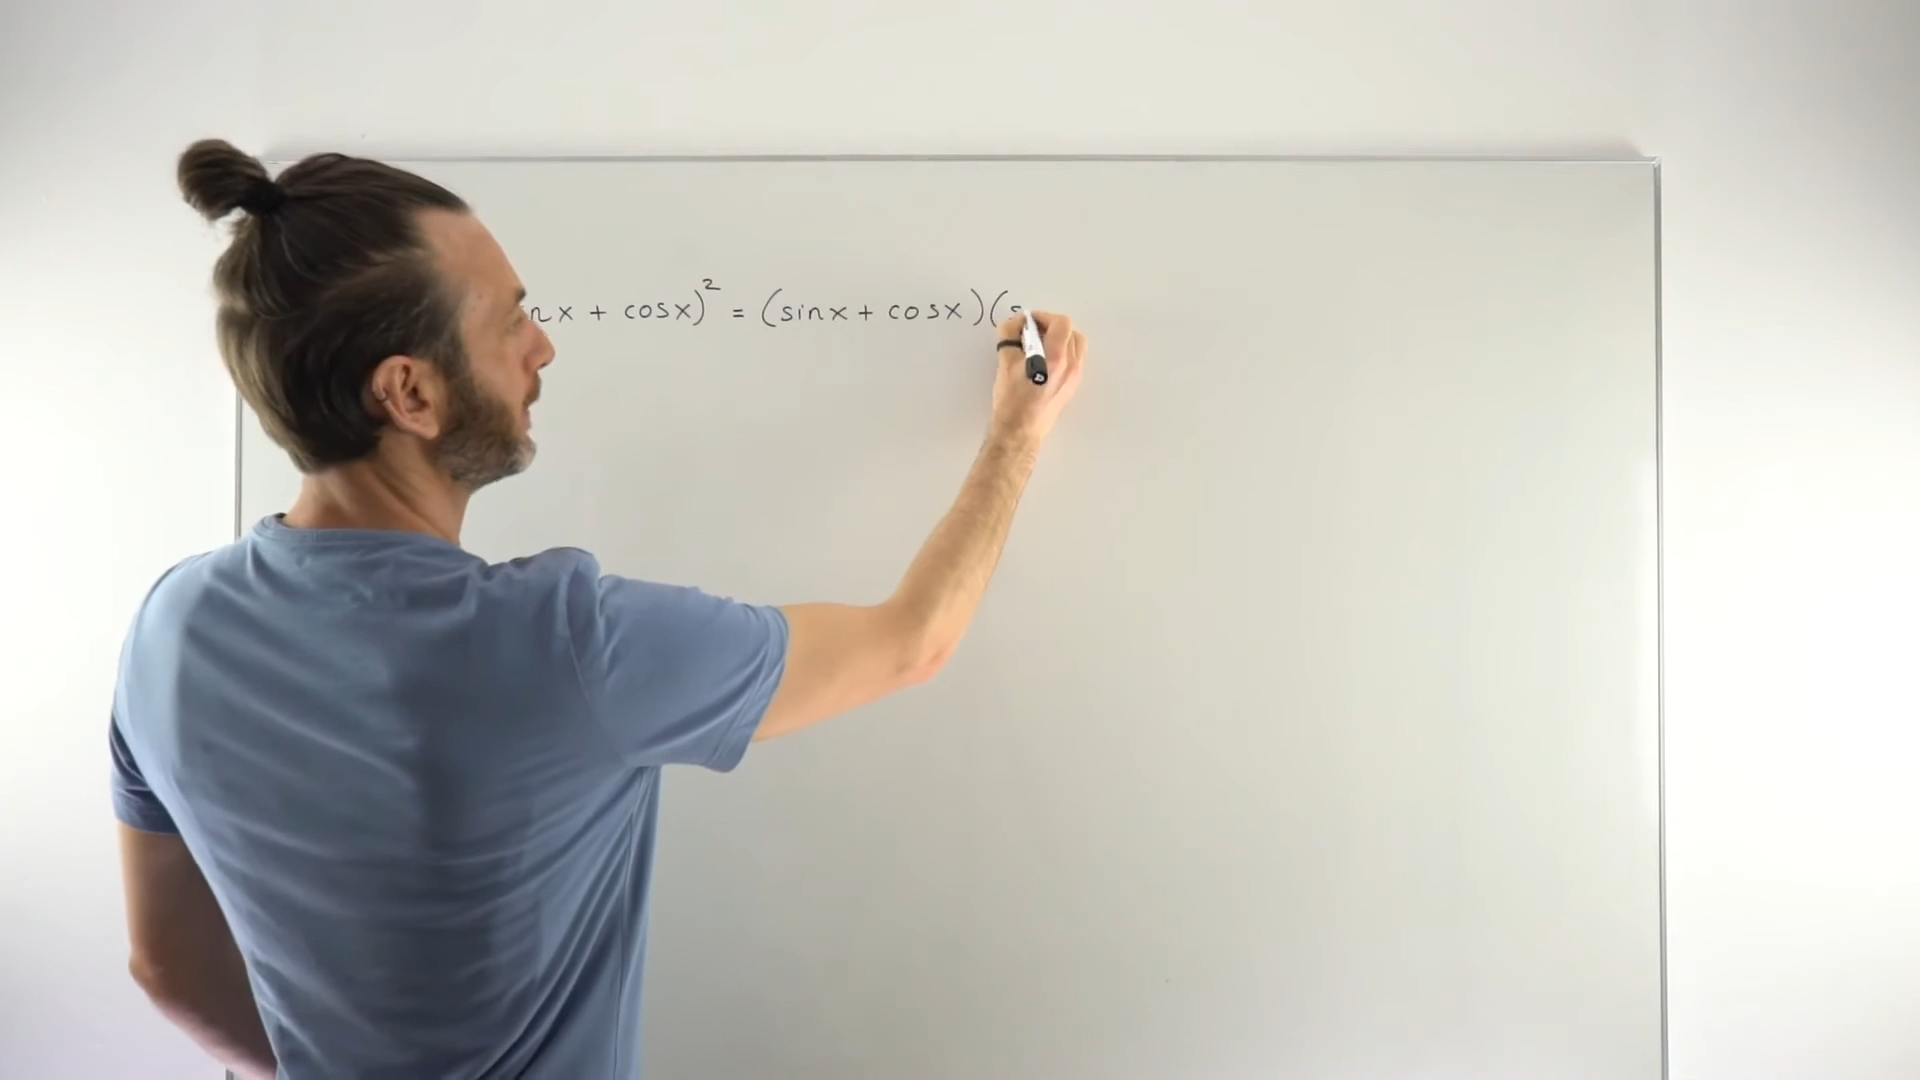 nx + cosx)² = (sinx + cosx)(s